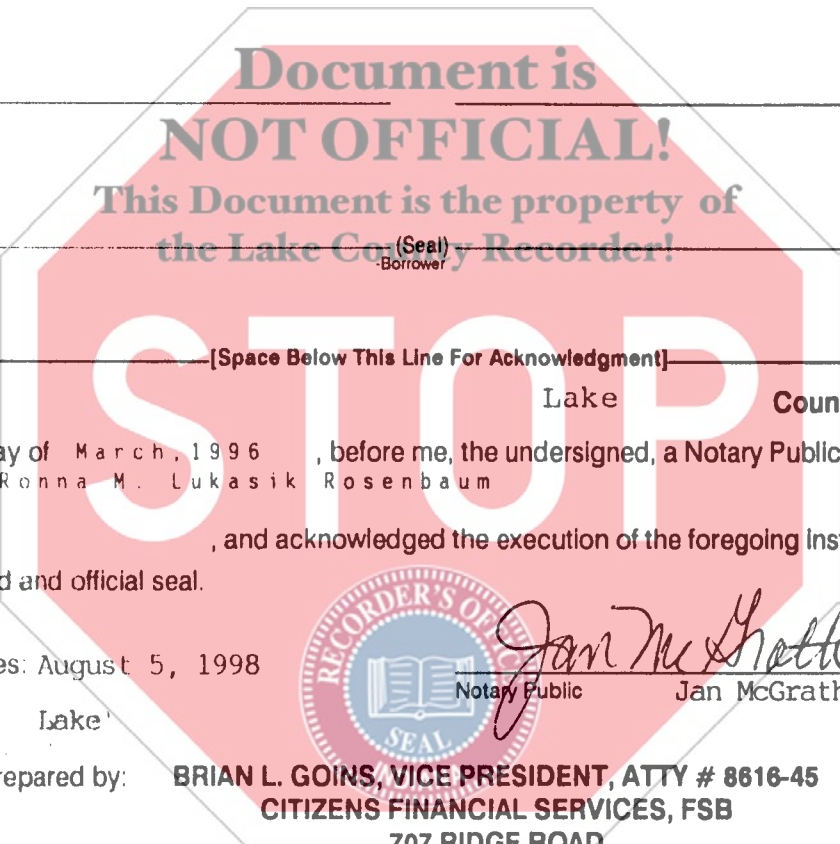 Document is
NOT OFFICIAL!
This Document is the property of
the Lake County Recorder!
(Seal)
-Borrower
STOP
[Space Below This Line For Acknowledgment]
Lake Coun
ay of March, 1996 , before me, the undersigned, a Notary Public
Ronna M. Lukasik Rosenbaum
, and acknowledged the execution of the foregoing ins
d and official seal.
RECORDER'S OFFICE
SEAL
INDIANA
Jan McGrath
es: August 5, 1998
Notary Public Jan McGrath
Lake
repared by: BRIAN L. GOINS, VICE PRESIDENT, ATTY # 8616-45
CITIZENS FINANCIAL SERVICES, FSB
707 RIDGE ROAD